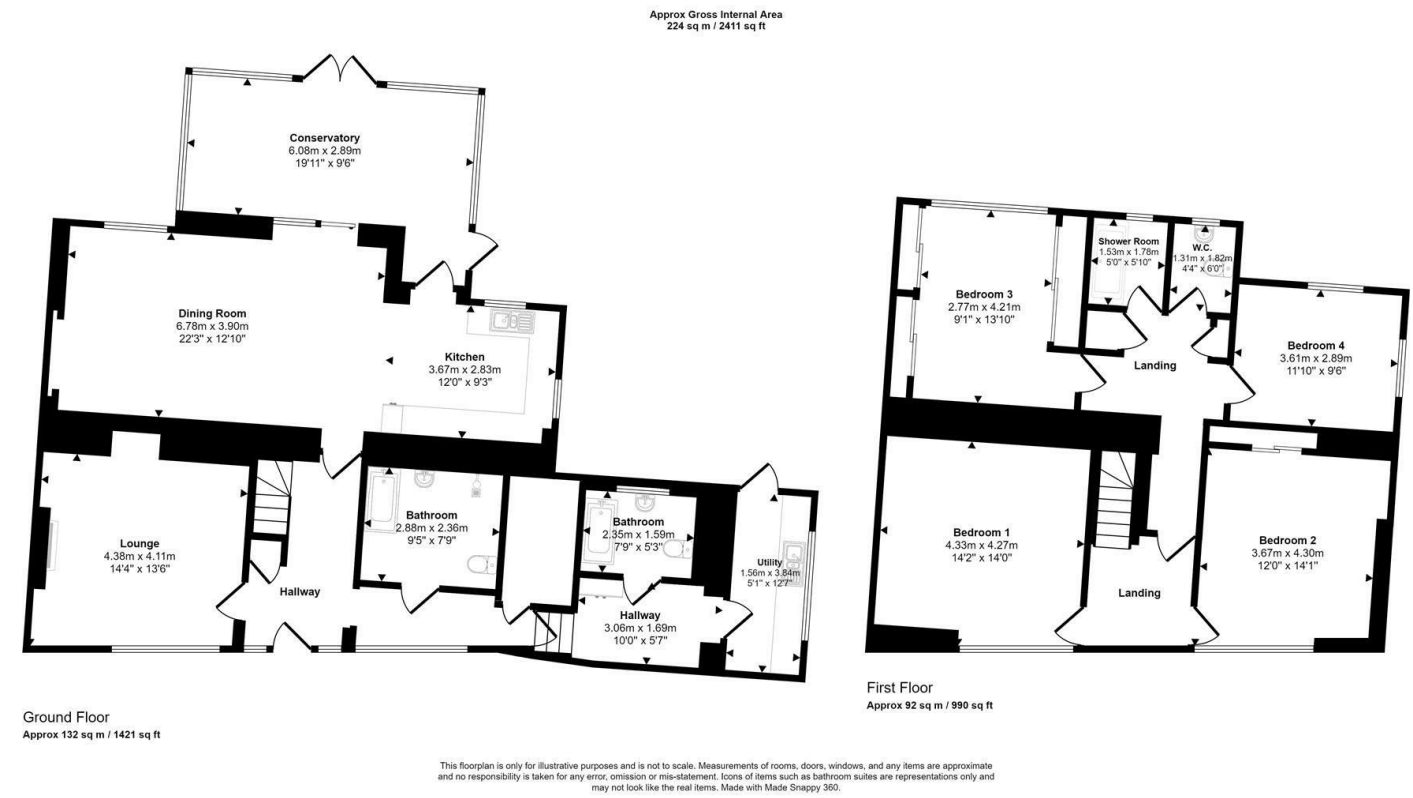 Approx Gross Internal Area
224 sq m / 2411 sq ft
Conservatory
6.08m x 2.89m
19'11" x 9'6"
Dining Room
6.78m x 3.90m
22'3" x 12'10"
Kitchen
3.67m x 2.83m
12'0" x 9'3"
Lounge
4.38m x 4.11m
14'4" x 13'6"
Hallway
Bathroom
2.88m x 2.36m
9'5" x 7'9"
Bathroom
2.35m x 1.59m
7'9" x 5'3"
Hallway
3.06m x 1.69m
10'0" x 5'7"
Utility
1.56m x 3.84m
5'1" x 12'7"
Ground Floor
Approx 132 sq m / 1421 sq ft
Bedroom 3
2.77m x 4.21m
9'1" x 13'10"
Shower Room
1.53m x 1.78m
5'0" x 5'10"
W.C.
1.31m x 1.82m
4'4" x 6'0"
Landing
Bedroom 4
3.61m x 2.89m
11'10" x 9'6"
Bedroom 1
4.33m x 4.27m
14'2" x 14'0"
Landing
Bedroom 2
3.67m x 4.30m
12'0" x 14'1"
First Floor
Approx 92 sq m / 990 sq ft
This floorplan is only for illustrative purposes and is not to scale. Measurements of rooms, doors, windows, and any items are approximate
and no responsibility is taken for any error, omission or mis-statement. Icons of items such as bathroom suites are representations only and
may not look like the real items. Made with Made Snappy 360.